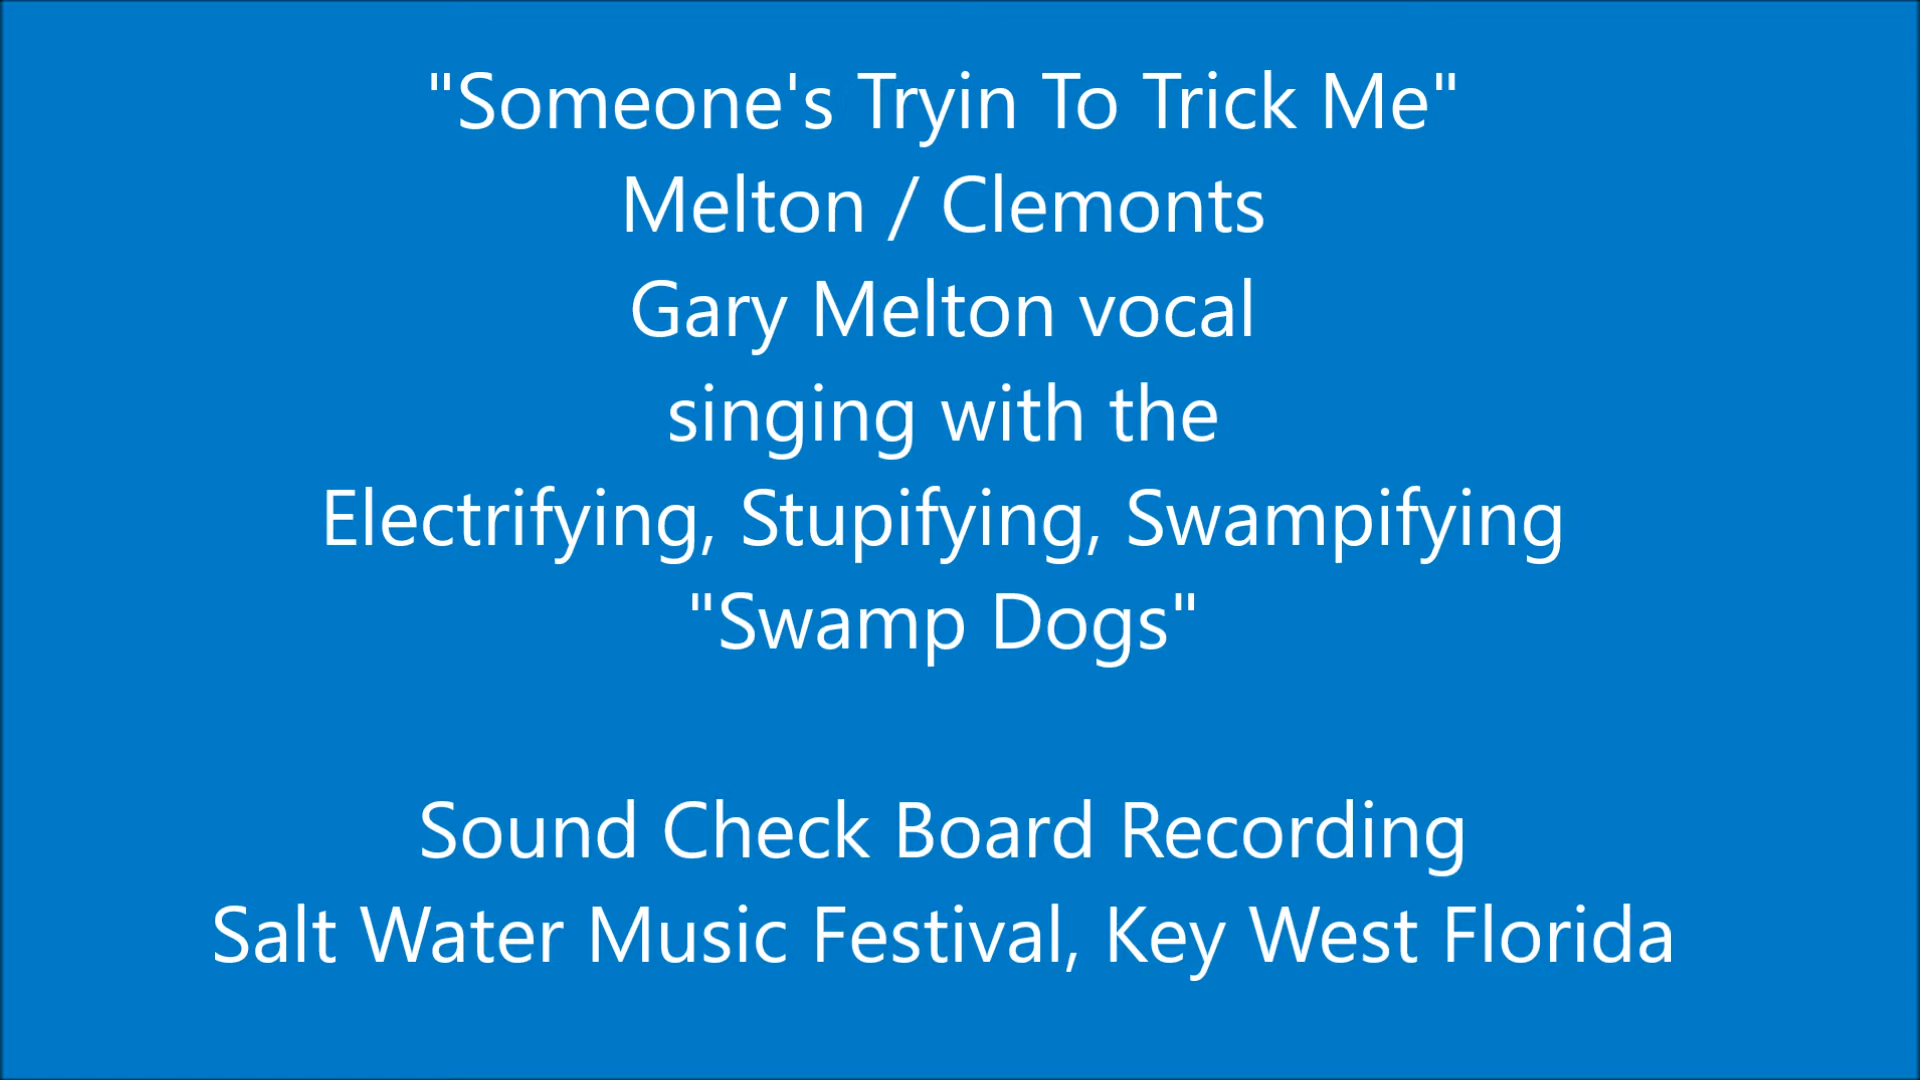 "Someone's Tryin To Trick Me"
Melton / Clemonts
Gary Melton vocal
singing with the
Electrifying, Stupifying, Swampifying
"Swamp Dogs"
Sound Check Board Recording
Salt Water Music Festival, Key West Florida